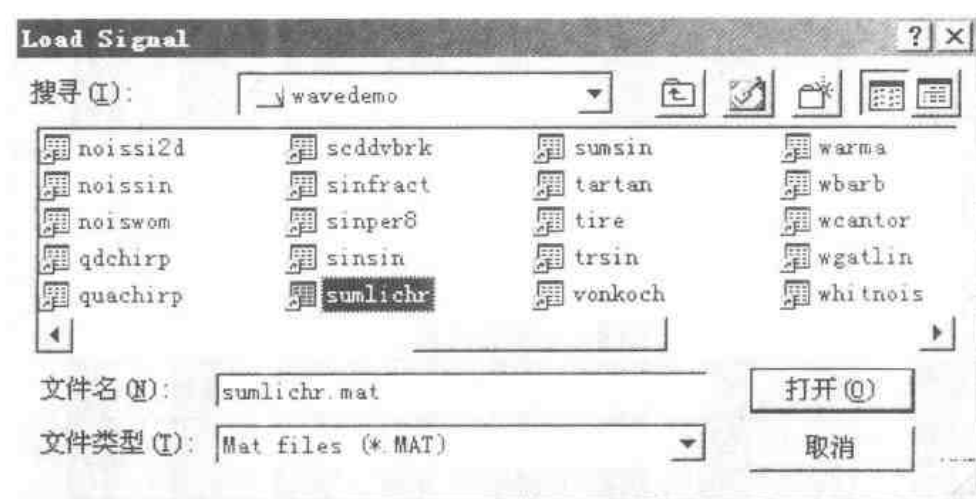 Load Signal
搜寻(I): wavedemo
noissi2d scddvbrk sumsin warma
noissin sinfract tartan wbarb
noiswom sinper8 tire wcantor
qdchirp sinsin trsin wgatlin
quachirp sumlichr vonkoch whitnois
文件名(N): sumlichr.mat 打开(O)
文件类型(T): Mat files (*.MAT) 取消